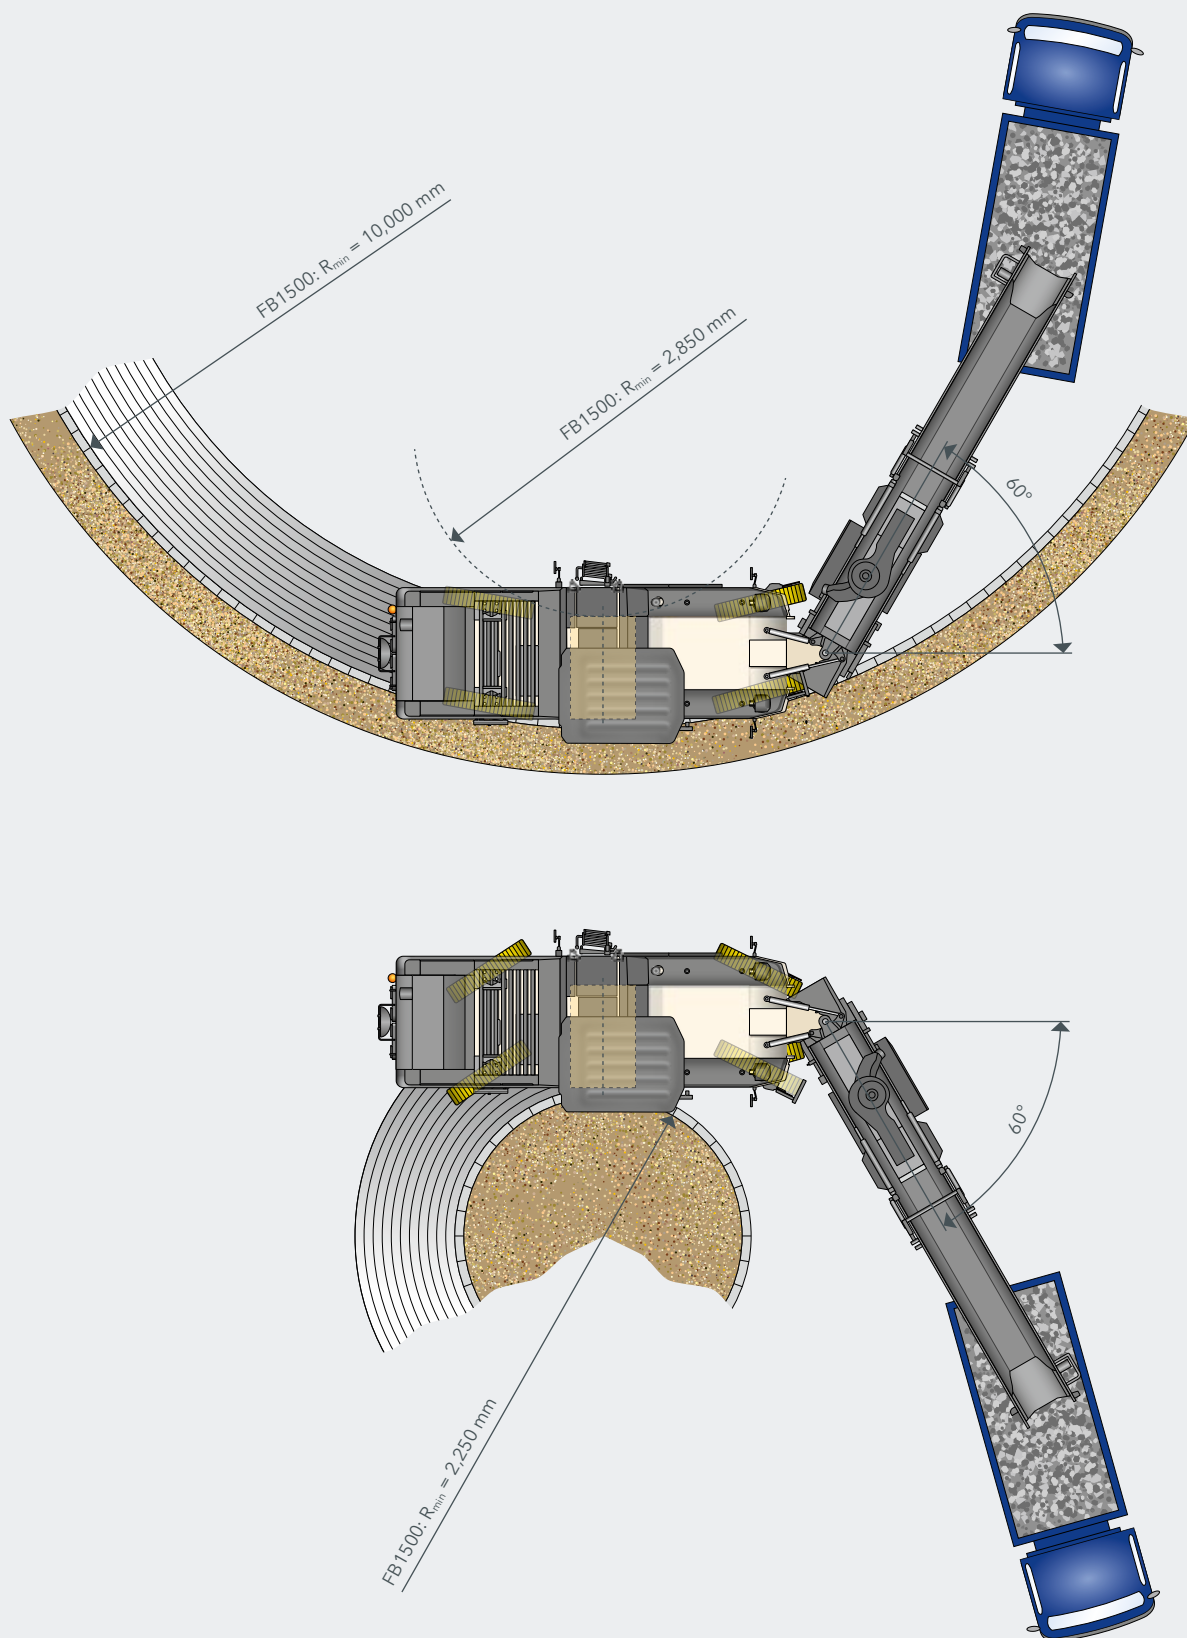 FB1500: Rmin = 10,000 mm
FB1500: Rmin = 2,850 mm
60°
60°
FB1500: Rmin = 2,250 mm